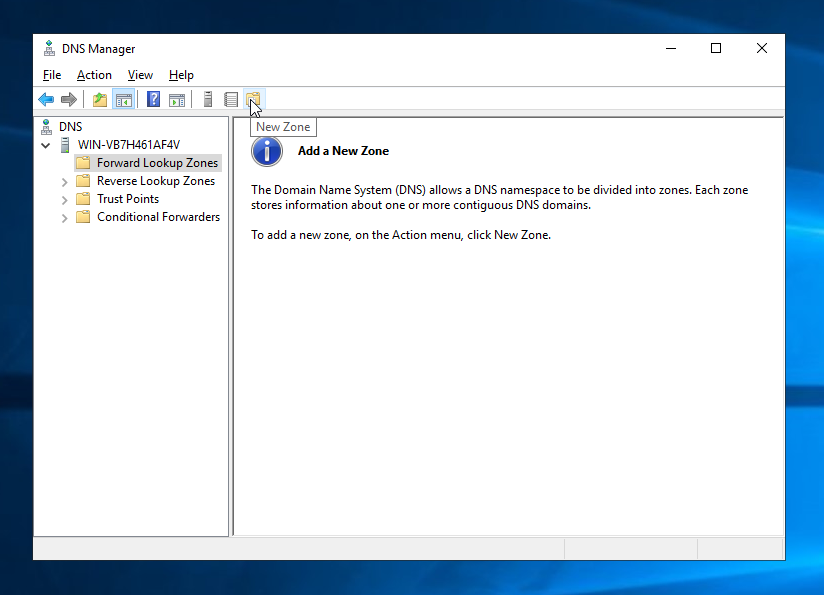 DNS Manager
File Action View Help
New Zone
DNS
WIN-VB7H461AF4V
Forward Lookup Zones
Reverse Lookup Zones
Trust Points
Conditional Forwarders
Add a New Zone
The Domain Name System (DNS) allows a DNS namespace to be divided into zones. Each zone
stores information about one or more contiguous DNS domains.
To add a new zone, on the Action menu, click New Zone.